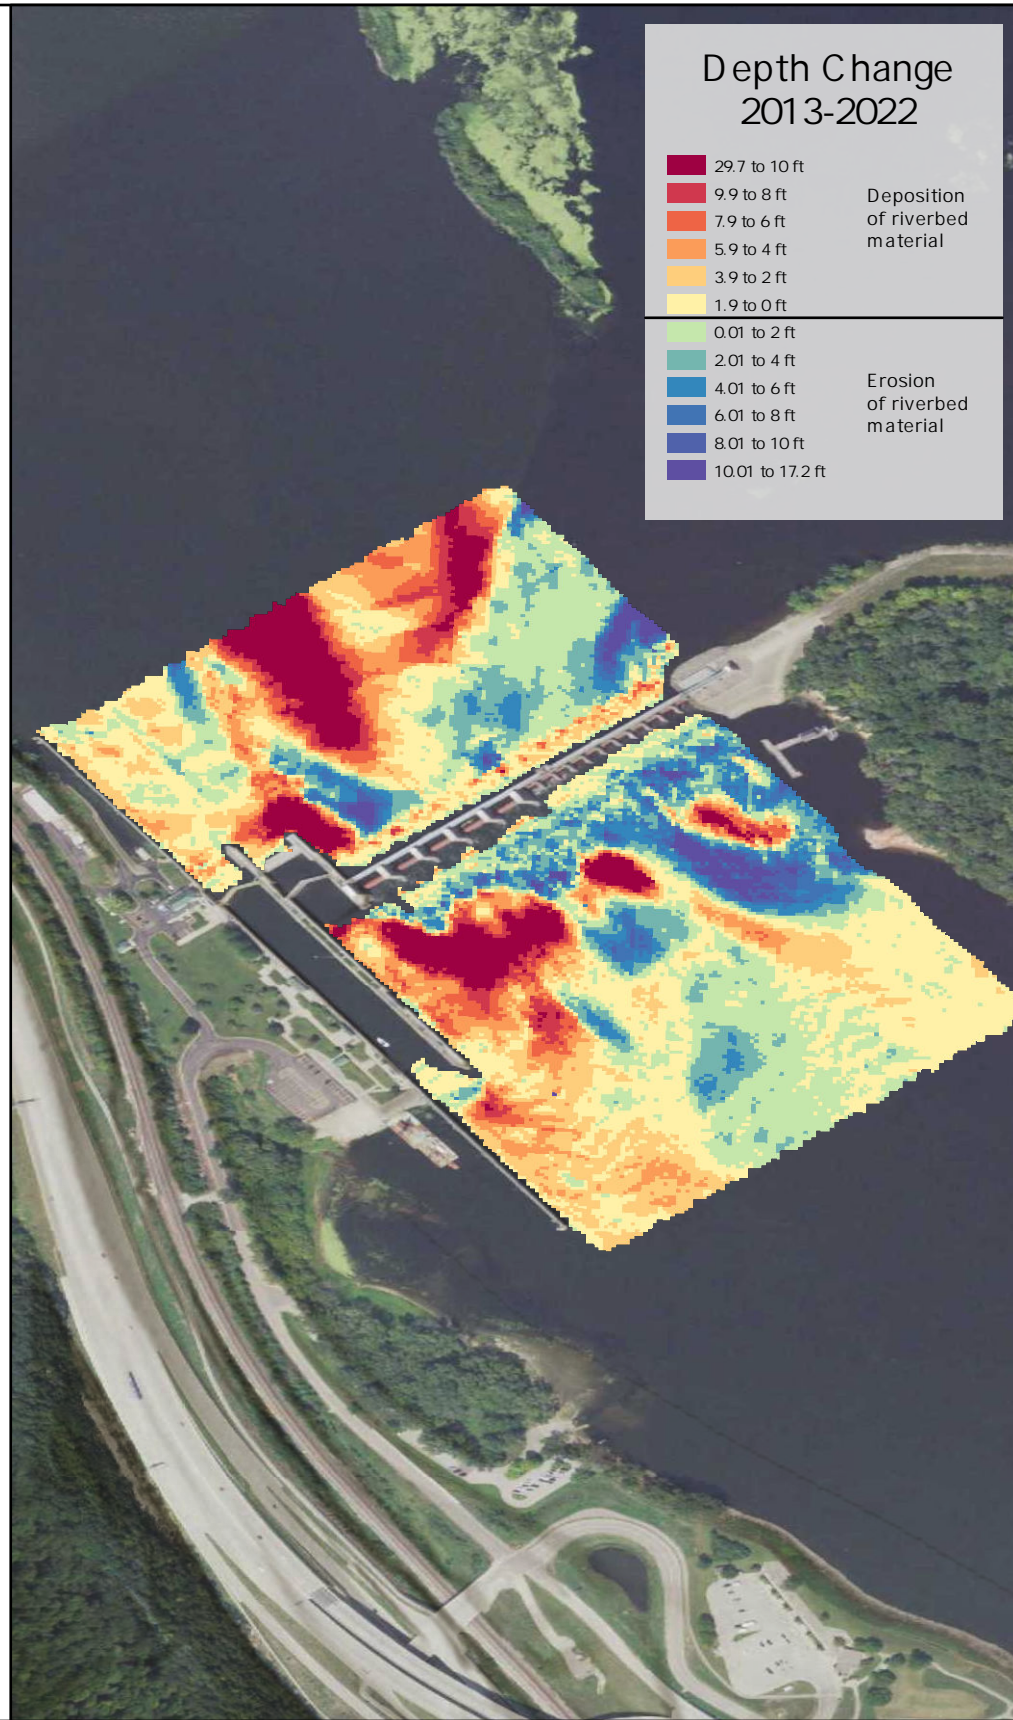 Depth Change
2013-2022
29.7 to 10 ft
9.9 to 8 ft
7.9 to 6 ft
5.9 to 4 ft
3.9 to 2 ft
1.9 to 0 ft
Deposition
of riverbed
material
0.01 to 2 ft
2.01 to 4 ft
4.01 to 6 ft
6.01 to 8 ft
8.01 to 10 ft
10.01 to 17.2 ft
Erosion
of riverbed
material